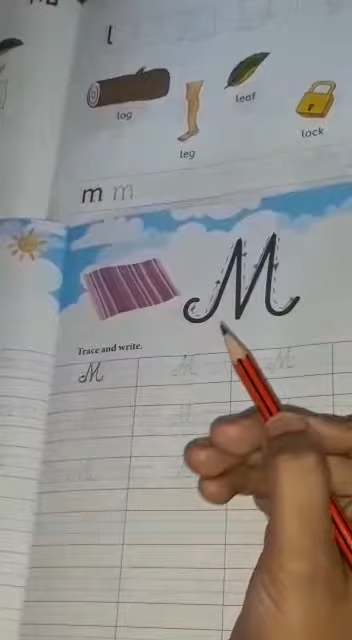 l
log
leg
leaf
lock
m m
M
Trace and write.
M M M
M